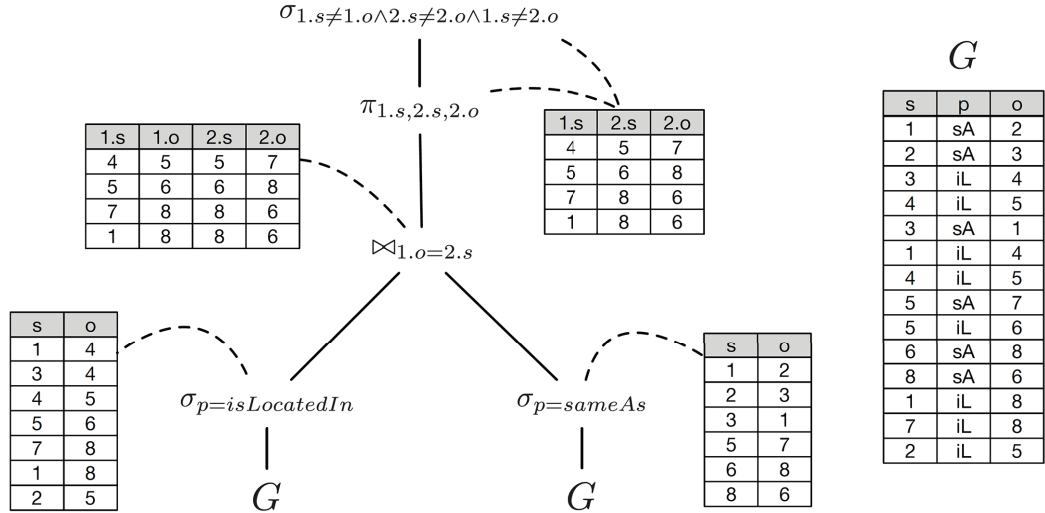 σ1.s≠1.o∧2.s≠2.o∧1.s≠2.o
π1.s,2.s,2.o
1.s 1.o 2.s 2.o
4 5 5 7
5 6 6 8
7 8 8 6
1 8 8 6
1.s 2.s 2.o
4 5 7
5 6 8
7 8 6
1 8 6
⋈1.o=2.s
s o
1 4
3 4
4 5
5 6
7 8
1 8
2 5
σp=isLocatedIn
G
σp=sameAs
G
s o
1 2
2 3
3 1
5 7
6 8
8 6
G
s p o
1 sA 2
2 sA 3
3 iL 4
4 iL 5
3 sA 1
1 iL 4
4 iL 5
5 sA 7
5 iL 6
6 sA 8
8 sA 6
1 iL 8
7 iL 8
2 iL 5